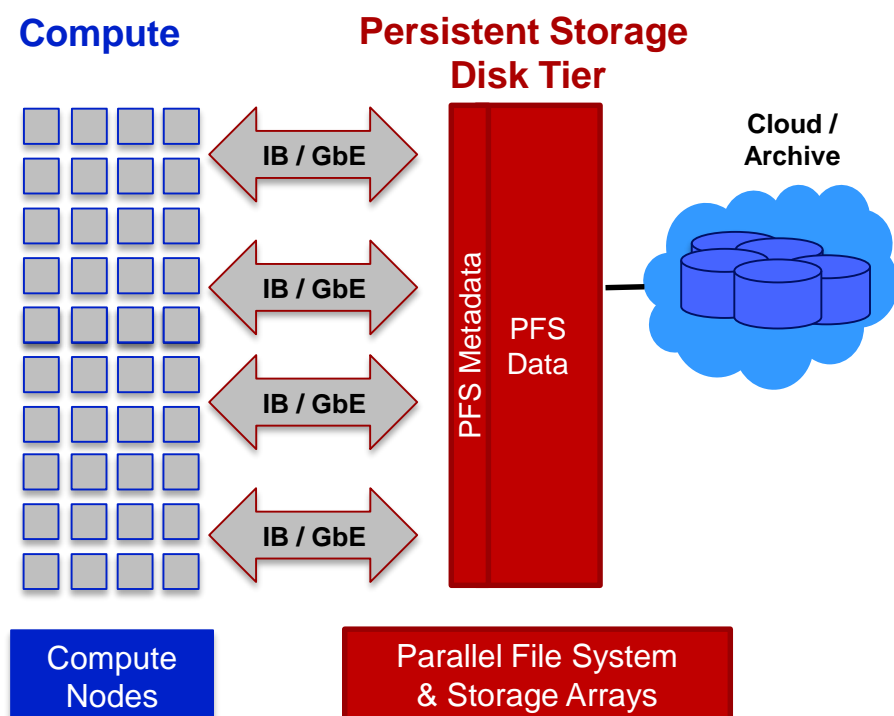 Compute
Persistent Storage
Disk Tier
Cloud /
Archive
IB / GbE
IB / GbE
IB / GbE
IB / GbE
PFS Metadata
PFS
Data
Compute
Nodes
Parallel File System
& Storage Arrays